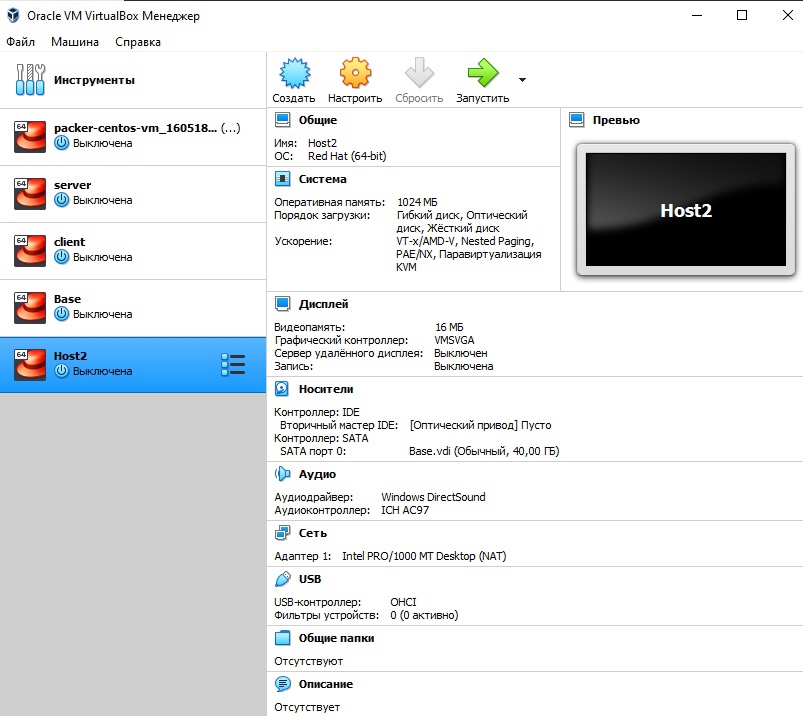 Oracle VM VirtualBox Менеджер
Файл Машина Справка
Инструменты
64 packer-centos-vm_160518... (...)
Выключена
64 server
Выключена
64 client
Выключена
64 Base
Выключена
64 Host2
Выключена
Создать Настроить Сбросить Запустить
Общие
Имя: Host2
ОС: Red Hat (64-bit)
Превью
Host2
Система
Оперативная память: 1024 МБ
Порядок загрузки: Гибкий диск, Оптический
диск, Жёсткий диск
Ускорение: VT-x/AMD-V, Nested Paging,
PAE/NX, Паравиртуализация
KVM
Дисплей
Видеопамять: 16 МБ
Графический контроллер: VMSVGA
Сервер удалённого дисплея: Выключен
Запись: Выключена
Носители
Контроллер: IDE
Вторичный мастер IDE: [Оптический привод] Пусто
Контроллер: SATA
SATA порт 0: Base.vdi (Обычный, 40,00 ГБ)
Аудио
Аудиодрайвер: Windows DirectSound
Аудиоконтроллер: ICH AC97
Сеть
Адаптер 1: Intel PRO/1000 MT Desktop (NAT)
USB
USB-контроллер: OHCI
Фильтры устройств: 0 (0 активно)
Общие папки
Отсутствуют
Описание
Отсутствует